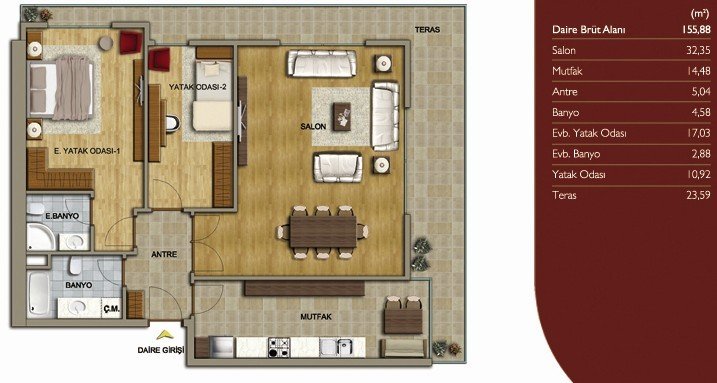 TERAS
YATAK ODASI-2
SALON
E. YATAK ODASI-1
E.BANYO
ANTRE
BANYO
Ç.M.
MUTFAK
DAİRE GİRİŞİ
(m²)
Daire Brüt Alanı 155,88
Salon 32,35
Mutfak 14,48
Antre 5,04
Banyo 4,58
Evb. Yatak Odası 17,03
Evb. Banyo 2,88
Yatak Odası 10,92
Teras 23,59